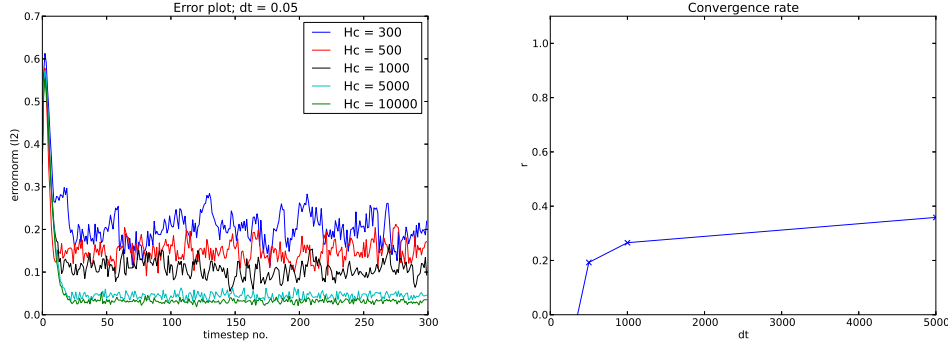 Error plot; dt = 0.05
0.7
0.6
0.5
0.4
0.3
0.2
0.1
0.0
errornorm (l2)
0
50
100
150
200
250
300
timestep no.
Hc = 300
Hc = 500
Hc = 1000
Hc = 5000
Hc = 10000
Convergence rate
1.0
0.8
0.6
0.4
0.2
0.0
r
0
1000
2000
3000
4000
5000
dt